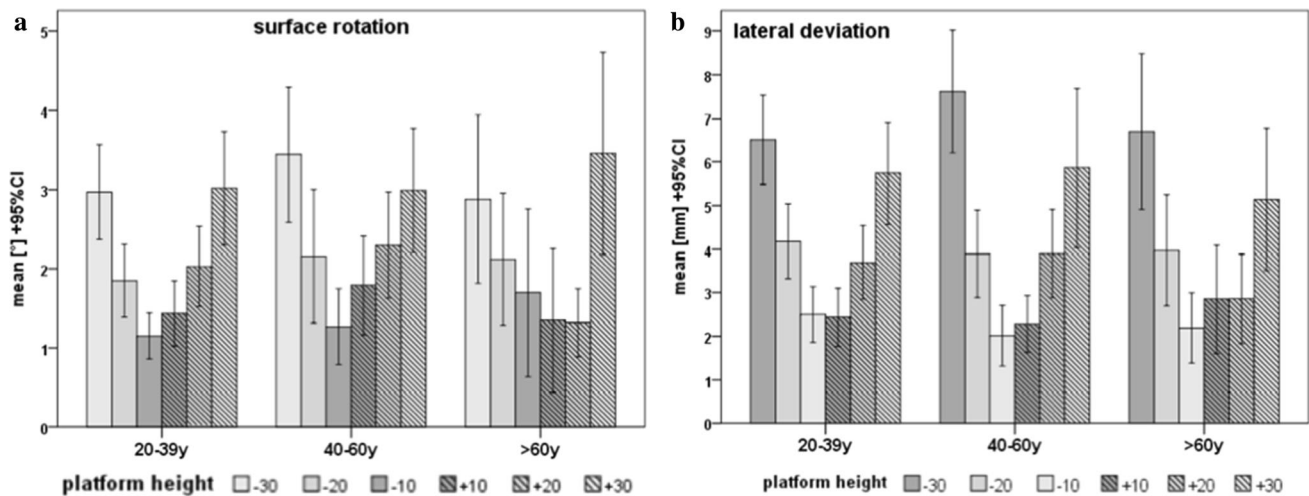 a
surface rotation
mean [°] +95%CI
5
4
3
2
1
0
20-39y 40-60y >60y
platform height -30 -20 -10 +10 +20 +30
b
lateral deviation
mean [mm] +95%CI
9
8
7
6
5
4
3
2
1
0
20-39y 40-60y >60y
platform height -30 -20 -10 +10 +20 +30